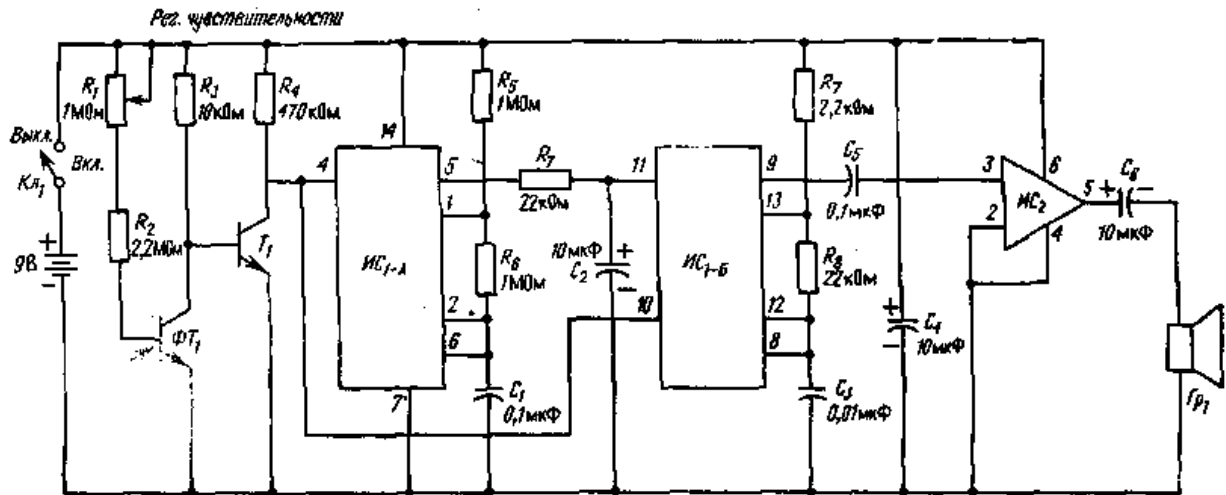 Рег. чувствительности
R1
1МОм
R3
10кОм
R4
470кОм
R5
1МОм
R7
2,2кОм
Выкл.
Вкл.
Кл1
9В
+
-
R2
2,2МОм
ФТ1
T1
4
14
5
1
2
6
7
ИС1-А
R7
22кОм
R6
1МОм
C1
0,1мкФ
10мкФ
C2
+
-
11
10
9
13
12
8
ИС1-Б
R8
22кОм
C3
0,01мкФ
C5
0,1мкФ
+
-
C4
10мкФ
3
2
6
5
4
ИС2
C6
+
-
10мкФ
Гр1